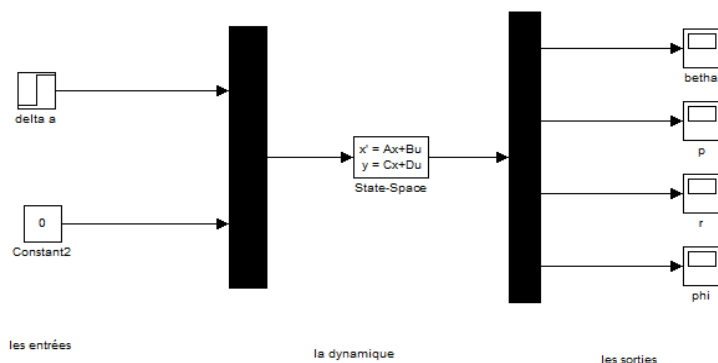 delta a
0
Constant2
x' = Ax+Bu
y = Cx+Du
State-Space
betha
p
r
phi
les entrées
la dynamique
les sorties